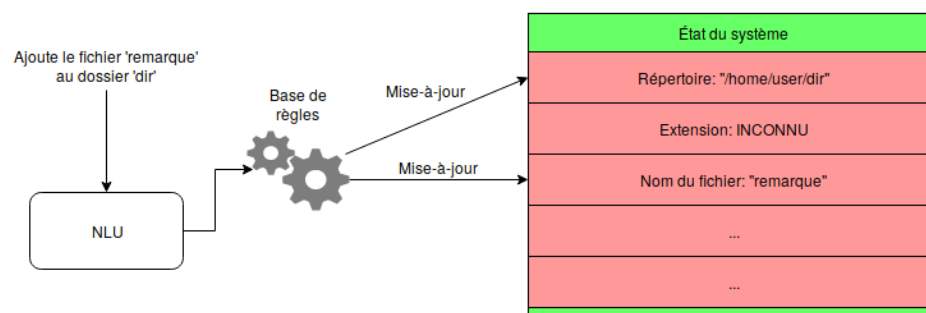 Ajoute le fichier 'remarque'
au dossier 'dir'
NLU
Base de
règles
Mise-à-jour
Mise-à-jour
État du système
Répertoire: "/home/user/dir"
Extension: INCONNU
Nom du fichier: "remarque"
...
...